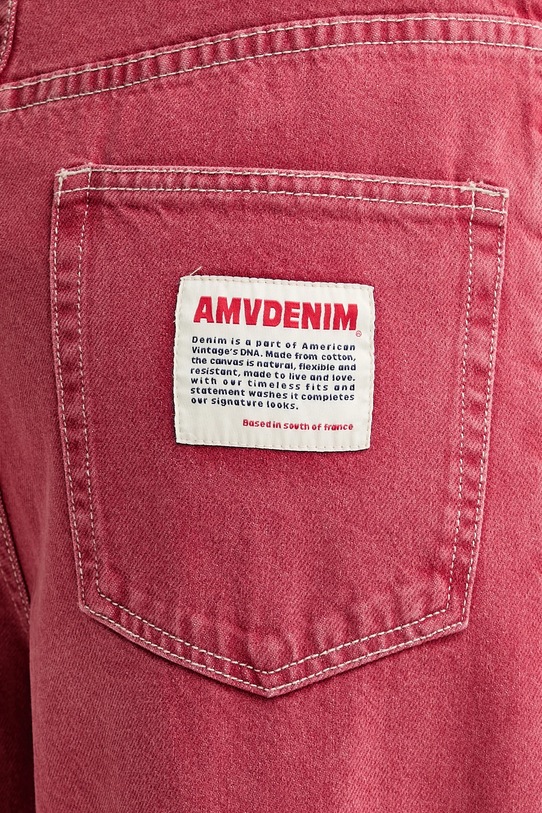 AMVDENIM®
Denim is a part of American
Vintage's DNA. Made from cotton,
the canvas is natural, flexible and
resistant, made to live and love.
with our timeless fits and
statement washes it completes
our signature looks.
Based in south of france